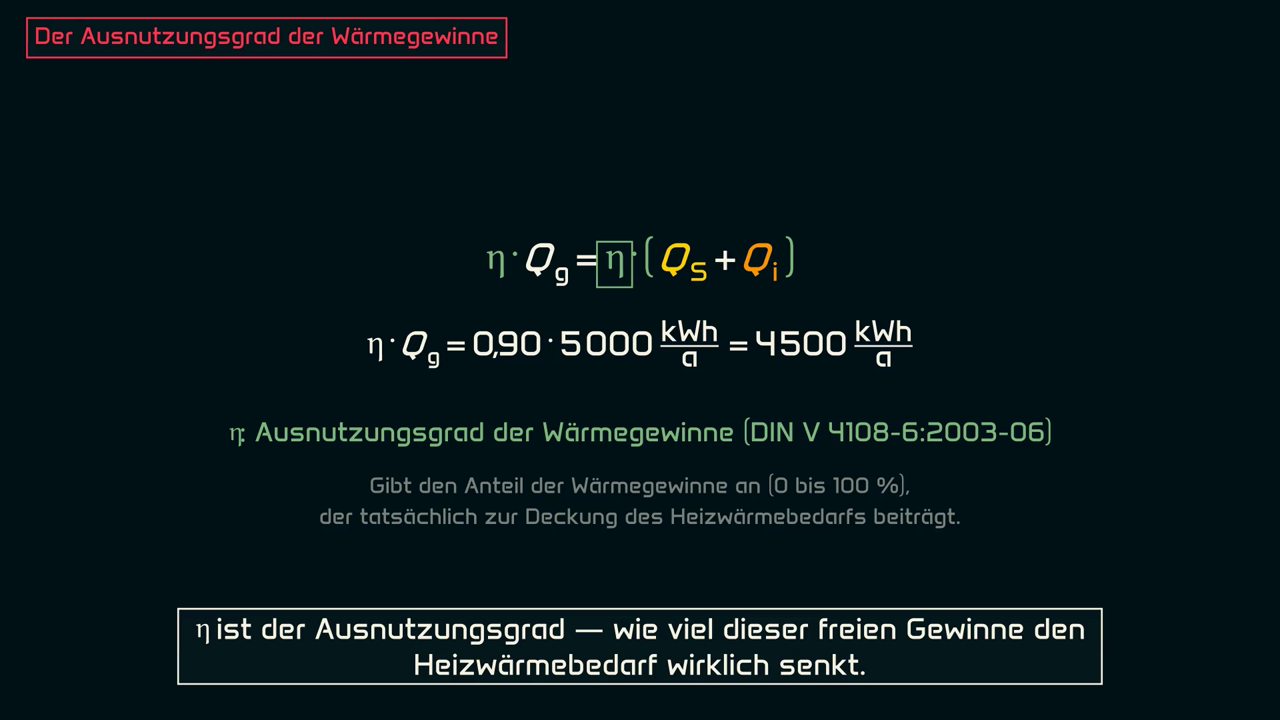 Der Ausnutzungsgrad der Wärmegewinne
η · Q_g = η · (Q_S + Q_i)
η · Q_g = 0,90 · 5000 kWh/a = 4500 kWh/a
η: Ausnutzungsgrad der Wärmegewinne (DIN V 4108-6:2003-06)
Gibt den Anteil der Wärmegewinne an (0 bis 100 %),
der tatsächlich zur Deckung des Heizwärmebedarfs beiträgt.
η ist der Ausnutzungsgrad — wie viel dieser freien Gewinne den
Heizwärmebedarf wirklich senkt.